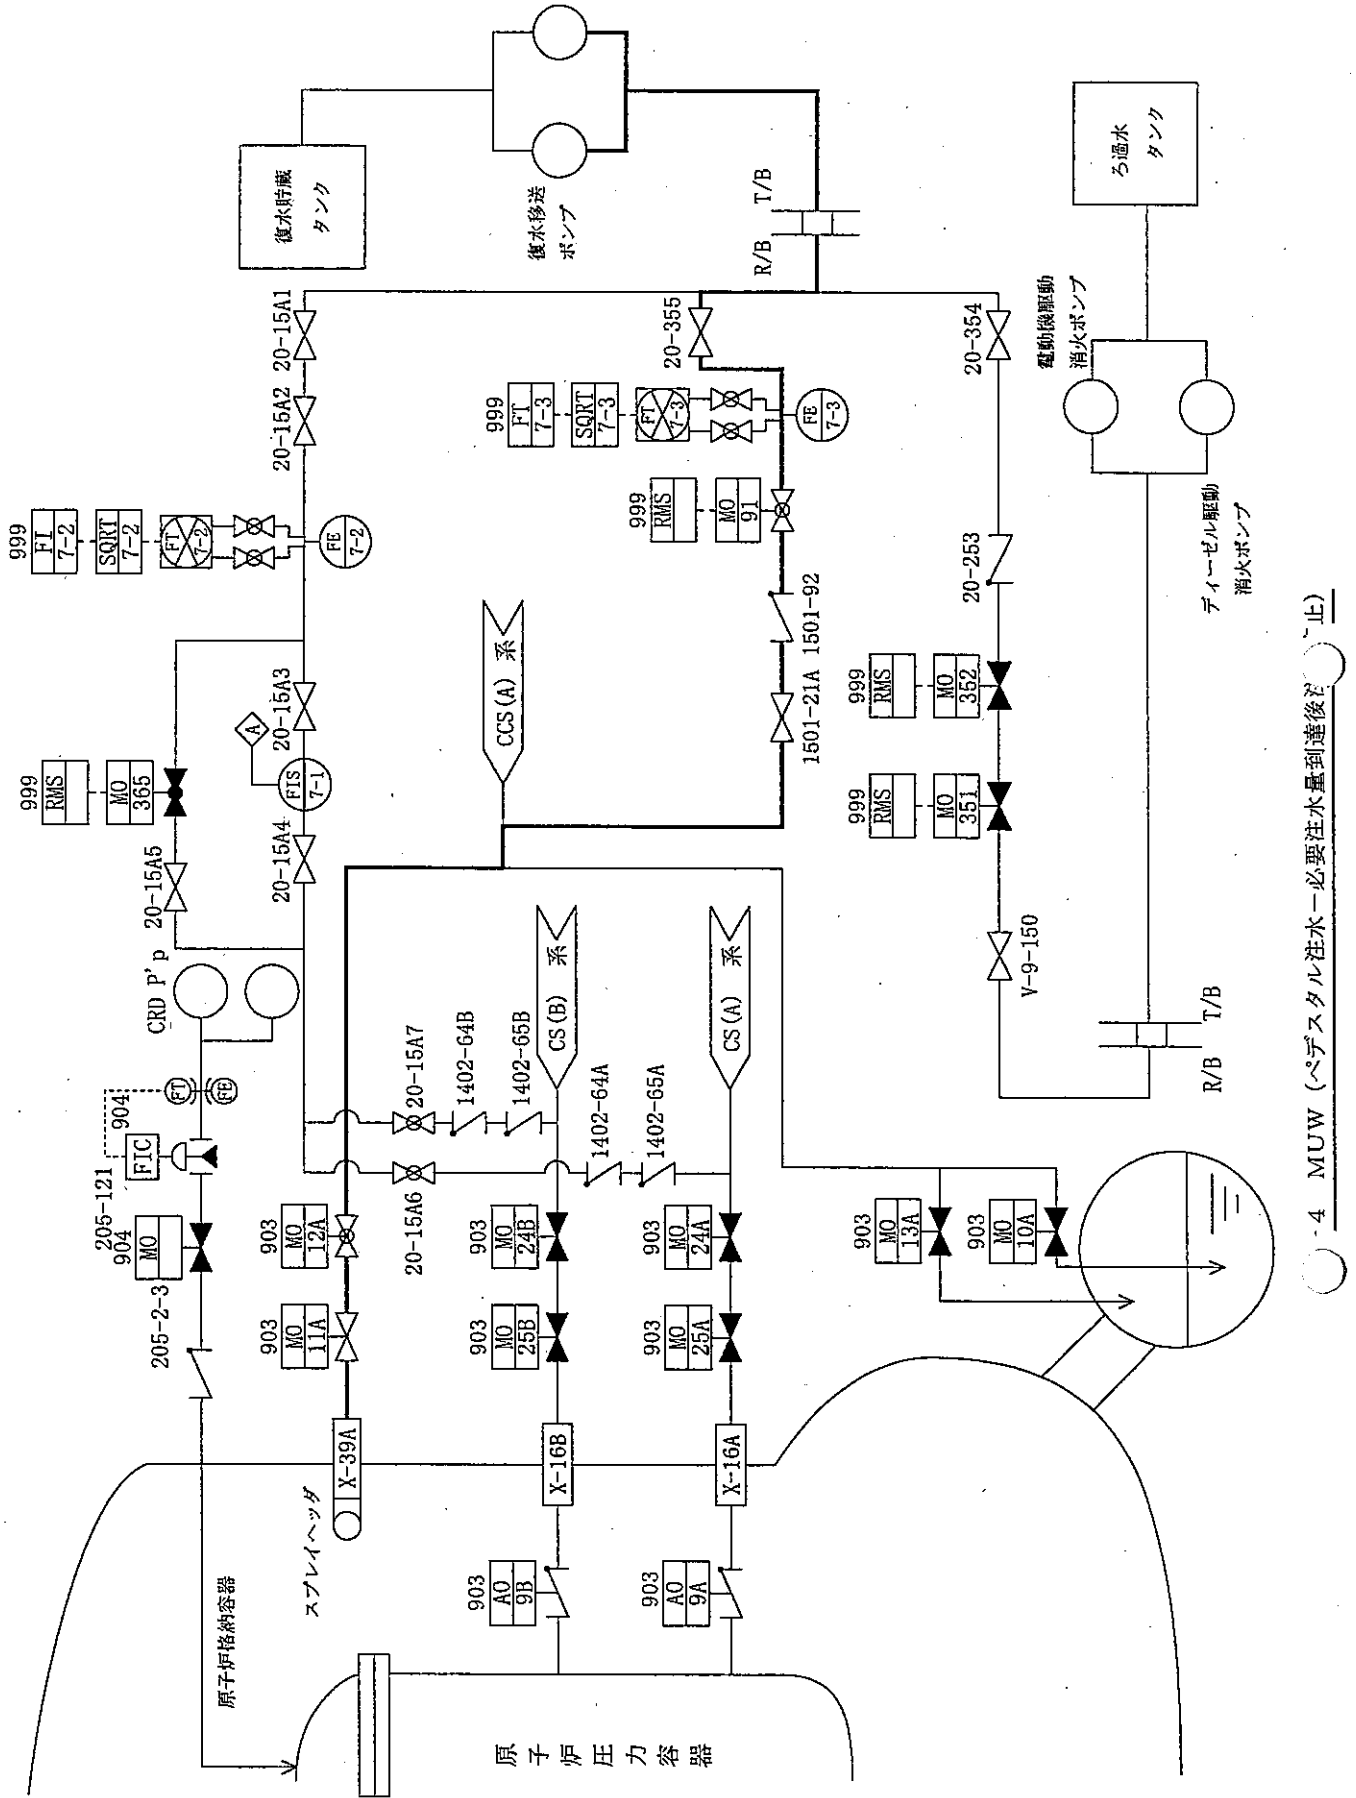 999
FI
7-2
SQRT
7-2
FT
7-2
FE
7-2
20-15A1
20-15A2
復水貯蔵
タンク
復水移送
ポンプ
R/B
T/B
999
RMS
MO
365
A
20-15A3
FIS
7-1
20-15A4
20-15A5
CRD P'p
999
FT
7-3
SQRT
7-3
FT
7-3
FE
7-3
20-355
999
RMS
MO
91
1501-92
1501-21A
CCS(A) 系
20-354
20-253
999
RMS
MO
352
999
RMS
MO
351
V-9-150
ろ過水
タンク
電動機駆動
消火ポンプ
ディーゼル駆動
消火ポンプ
R/B
T/B
FT
FE
904
FIC
205-121
904
MO
205-2-3
20-15A7
1402-64B
1402-65B
CS(B) 系
20-15A6
1402-64A
1402-65A
CS(A) 系
903
MO
12A
903
MO
11A
903
MO
24B
903
MO
25B
903
MO
24A
903
MO
25A
903
MO
13A
903
MO
10A
X-39A
スプレイヘッダ
X-16B
X-16A
903
AO
9B
903
AO
9A
原子炉格納容器
原子炉圧力容器
-4 MUW (ペデスタル注水－必要注水量到達後 止)